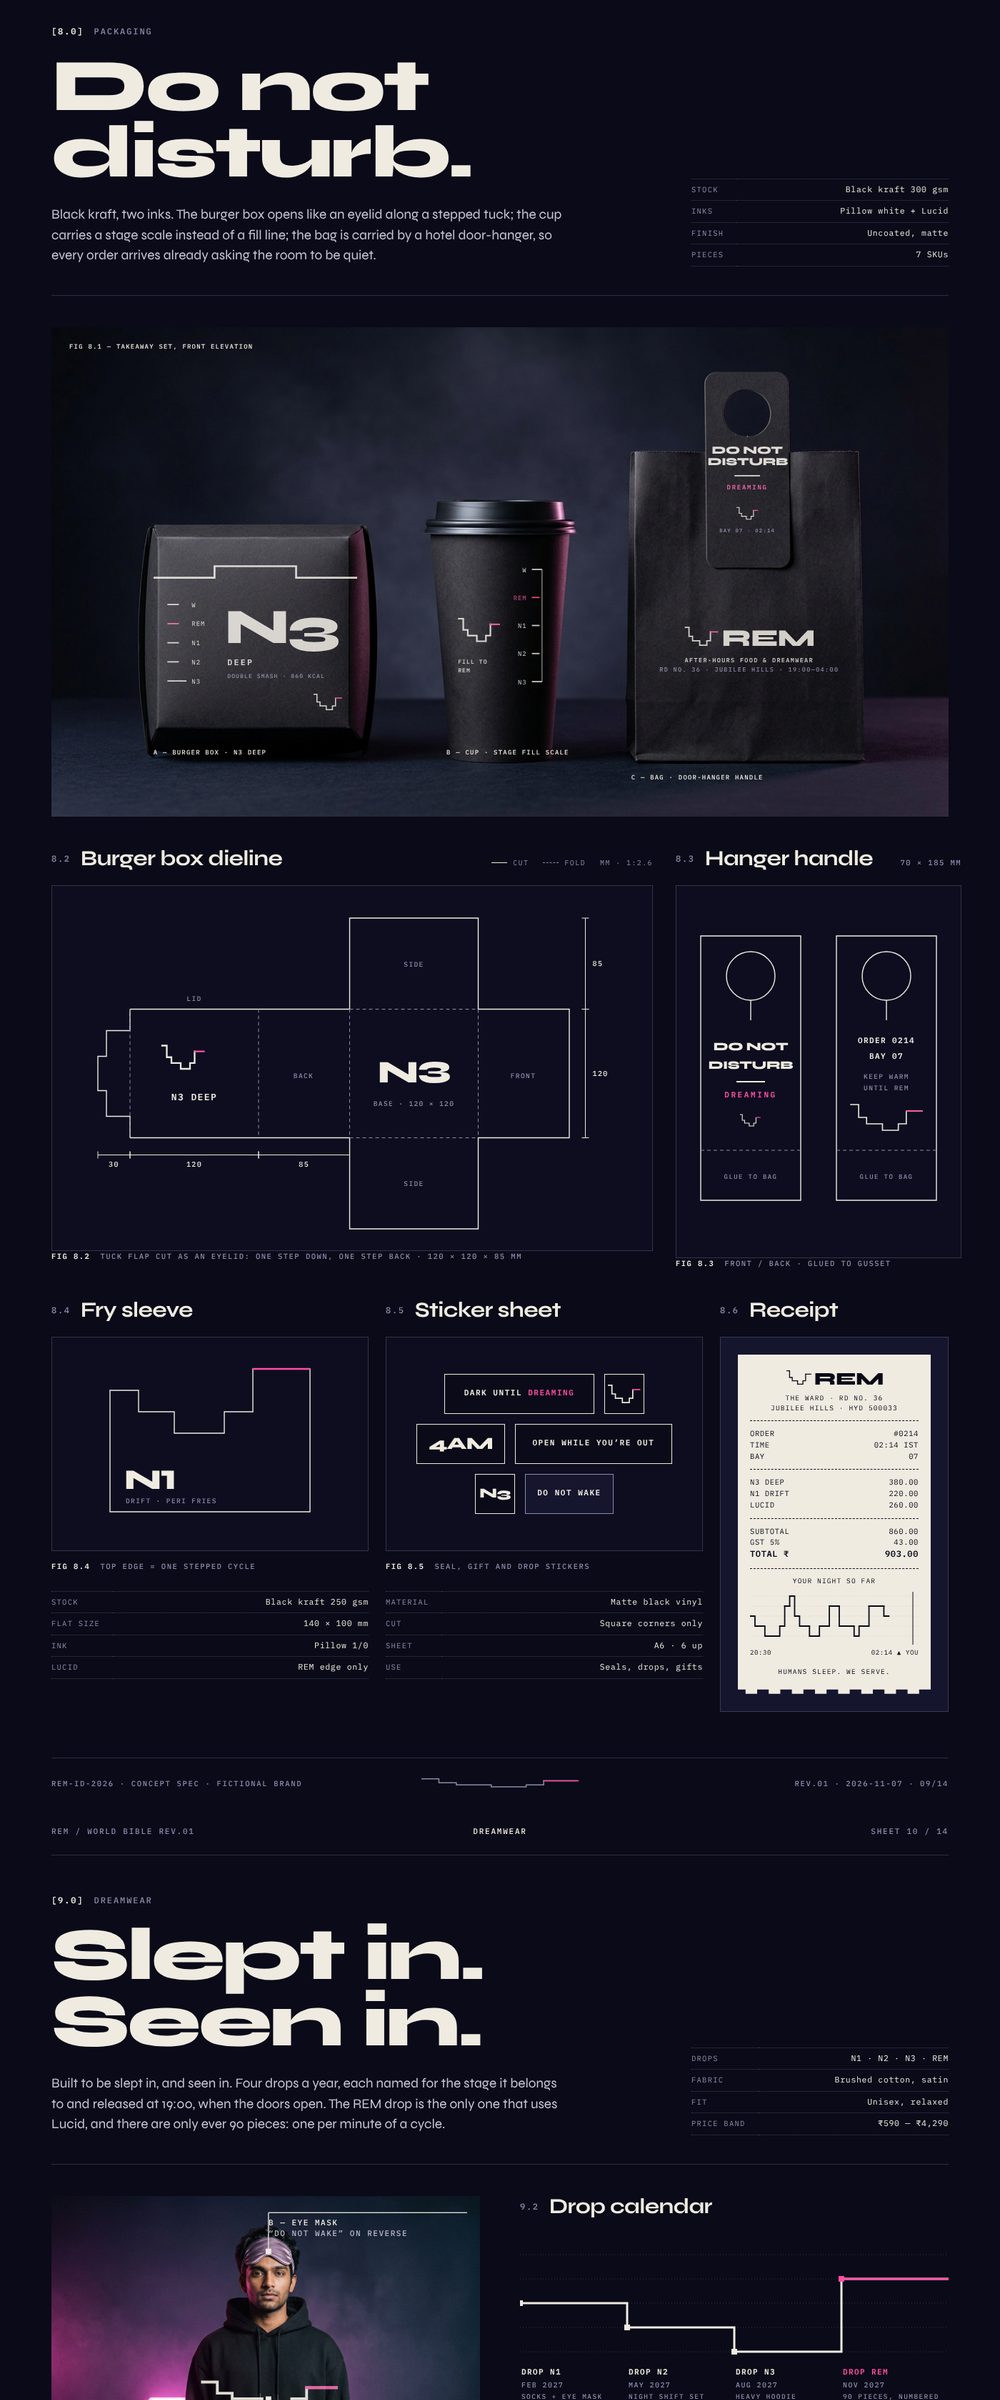 [8.0] PACKAGING
Do not
disturb.
Black kraft, two inks. The burger box opens like an eyelid along a stepped tuck; the cup
carries a stage scale instead of a fill line; the bag is carried by a hotel door-hanger, so
every order arrives already asking the room to be quiet.
STOCK Black kraft 300 gsm
INKS Pillow white + Lucid
FINISH Uncoated, matte
PIECES 7 SKUs
FIG 8.1 — TAKEAWAY SET, FRONT ELEVATION
W
REM
N1
N2
N3
N3
DEEP
DOUBLE SMASH · 860 KCAL
A — BURGER BOX · N3 DEEP
FILL TO
REM
W
REM
N1
N2
N3
B — CUP · STAGE FILL SCALE
DO NOT
DISTURB
DREAMING
BAY 07 · 02:14
REM
AFTER-HOURS FOOD & DREAMWEAR
RD NO. 36 · JUBILEE HILLS · 19:00–04:00
C — BAG · DOOR-HANGER HANDLE
8.2 Burger box dieline
CUT FOLD MM · 1:2.6
SIDE
85
LID
N3 DEEP
BACK
N3
BASE · 120 × 120
FRONT
120
30 120 85
SIDE
FIG 8.2 TUCK FLAP CUT AS AN EYELID: ONE STEP DOWN, ONE STEP BACK · 120 × 120 × 85 MM
8.3 Hanger handle 70 × 185 MM
DO NOT
DISTURB
DREAMING
GLUE TO BAG
ORDER 0214
BAY 07
KEEP WARM
UNTIL REM
GLUE TO BAG
FIG 8.3 FRONT / BACK · GLUED TO GUSSET
8.4 Fry sleeve
N1
DRIFT · PERI FRIES
FIG 8.4 TOP EDGE = ONE STEPPED CYCLE
STOCK Black kraft 250 gsm
FLAT SIZE 140 × 100 mm
INK Pillow 1/0
LUCID REM edge only
8.5 Sticker sheet
DARK UNTIL DREAMING
4AM
OPEN WHILE YOU'RE OUT
N3
DO NOT WAKE
FIG 8.5 SEAL, GIFT AND DROP STICKERS
MATERIAL Matte black vinyl
CUT Square corners only
SHEET A6 · 6 up
USE Seals, drops, gifts
8.6 Receipt
REM
THE WARD · RD NO. 36
JUBILEE HILLS · HYD 500033
ORDER #0214
TIME 02:14 IST
BAY 07
N3 DEEP 380.00
N1 DRIFT 220.00
LUCID 260.00
SUBTOTAL 860.00
GST 5% 43.00
TOTAL ₹ 903.00
YOUR NIGHT SO FAR
20:30 02:14 ▲ YOU
HUMANS SLEEP. WE SERVE.
REM-ID-2026 · CONCEPT SPEC · FICTIONAL BRAND
REV.01 · 2026-11-07 · 09/14
REM / WORLD BIBLE REV.01 DREAMWEAR SHEET 10 / 14
[9.0] DREAMWEAR
Slept in.
Seen in.
Built to be slept in, and seen in. Four drops a year, each named for the stage it belongs
to and released at 19:00, when the doors open. The REM drop is the only one that uses
Lucid, and there are only ever 90 pieces: one per minute of a cycle.
DROPS N1 · N2 · N3 · REM
FABRIC Brushed cotton, satin
FIT Unisex, relaxed
PRICE BAND ₹590 — ₹4,290
B — EYE MASK
"DO NOT WAKE" ON REVERSE
9.2 Drop calendar
DROP N1 DROP N2 DROP N3 DROP REM
FEB 2027 MAY 2027 AUG 2027 NOV 2027
SOCKS + EYE MASK NIGHT SHIFT SET HEAVY HOODIE 90 PIECES, NUMBERED